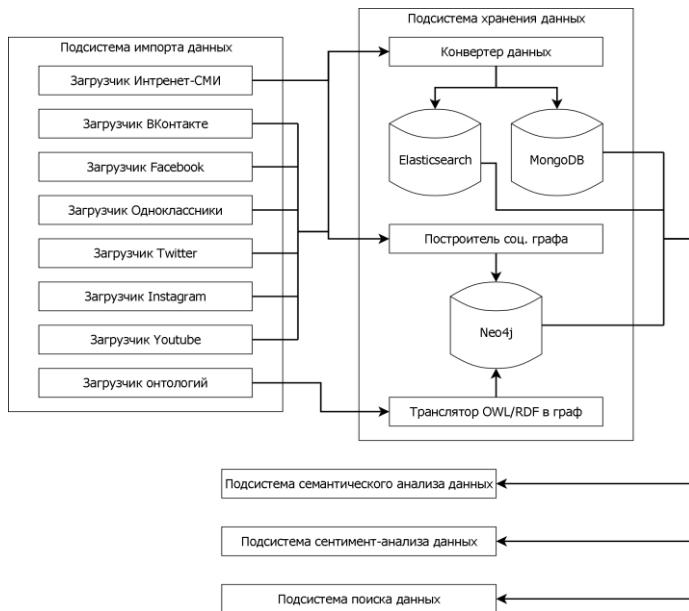 Подсистема импорта данных
Загрузчик Интренет-СМИ
Загрузчик ВКонтакте
Загрузчик Facebook
Загрузчик Одноклассники
Загрузчик Twitter
Загрузчик Instagram
Загрузчик Youtube
Загрузчик онтологий
Подсистема хранения данных
Конвертер данных
Elasticsearch
MongoDB
Построитель соц. графа
Neo4j
Транслятор OWL/RDF в граф
Подсистема семантического анализа данных
Подсистема сентимент-анализа данных
Подсистема поиска данных